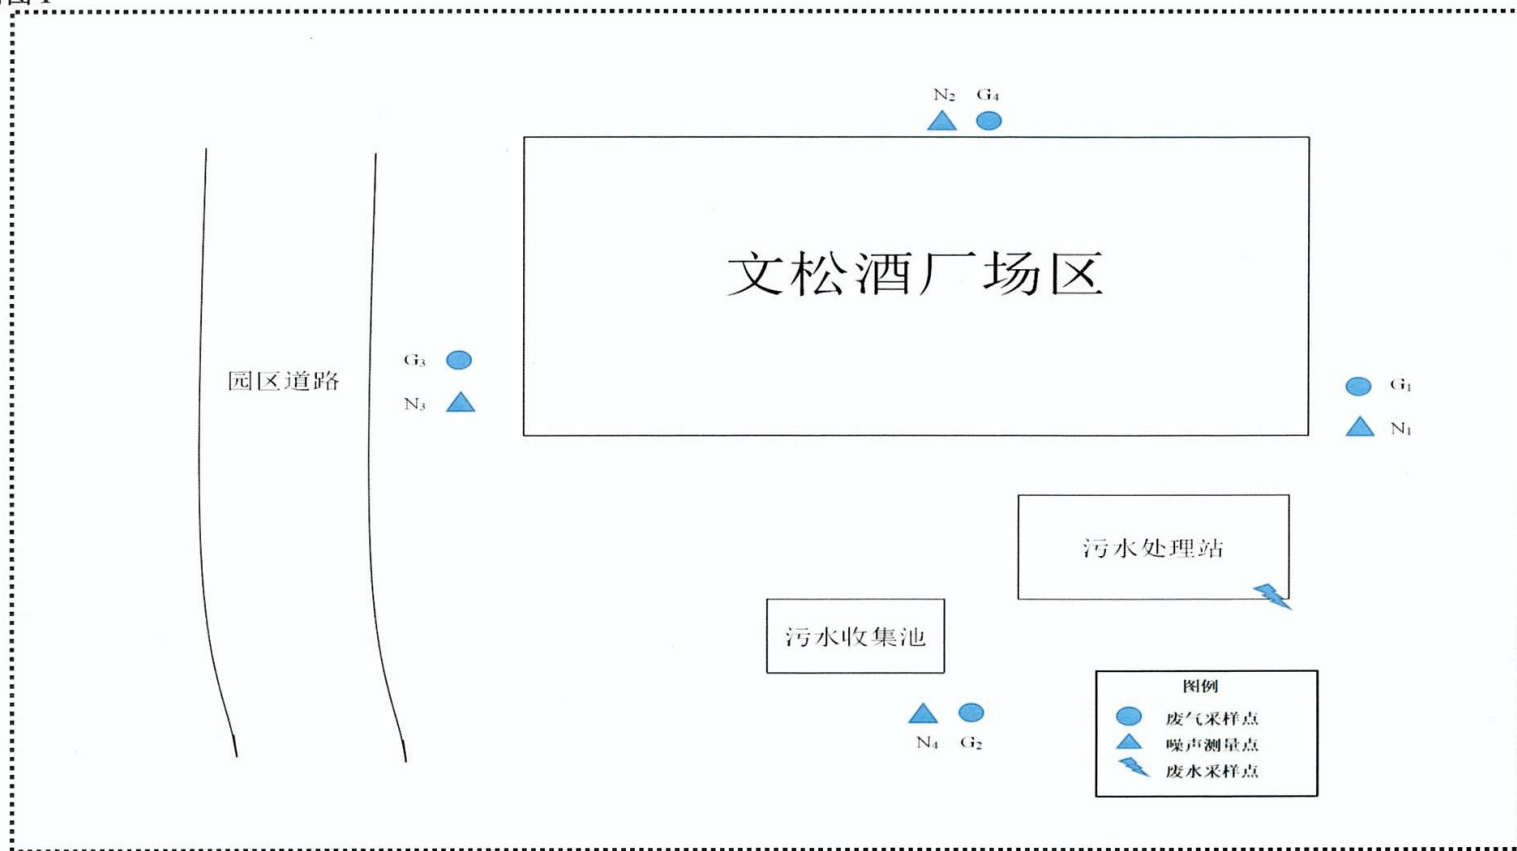 N₂ G₄
文松酒厂场区
G₃
园区道路
N₃
G₁
N₁
污水处理站
污水收集池
N₄ G₂
图例
废气采样点
噪声测量点
废水采样点